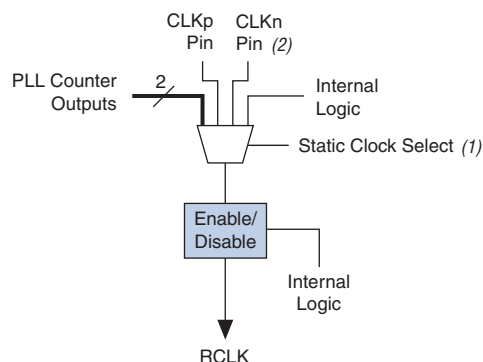 CLKp
Pin
CLKn
Pin (2)
PLL Counter
Outputs
2
Internal
Logic
Static Clock Select (1)
Enable/
Disable
Internal
Logic
RCLK